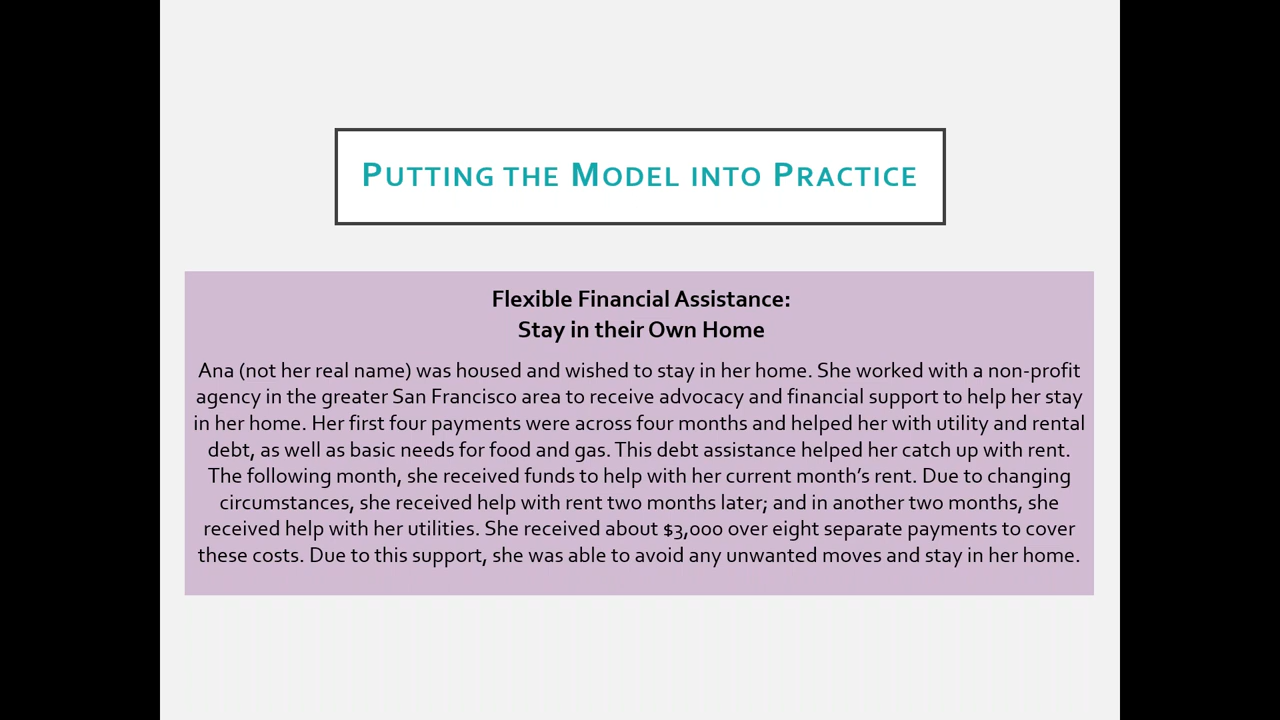 Putting the Model into Practice
Flexible Financial Assistance:
Stay in their Own Home
Ana (not her real name) was housed and wished to stay in her home. She worked with a non-profit
agency in the greater San Francisco area to receive advocacy and financial support to help her stay
in her home. Her first four payments were across four months and helped her with utility and rental
debt, as well as basic needs for food and gas. This debt assistance helped her catch up with rent.
The following month, she received funds to help with her current month’s rent. Due to changing
circumstances, she received help with rent two months later; and in another two months, she
received help with her utilities. She received about $3,000 over eight separate payments to cover
these costs. Due to this support, she was able to avoid any unwanted moves and stay in her home.